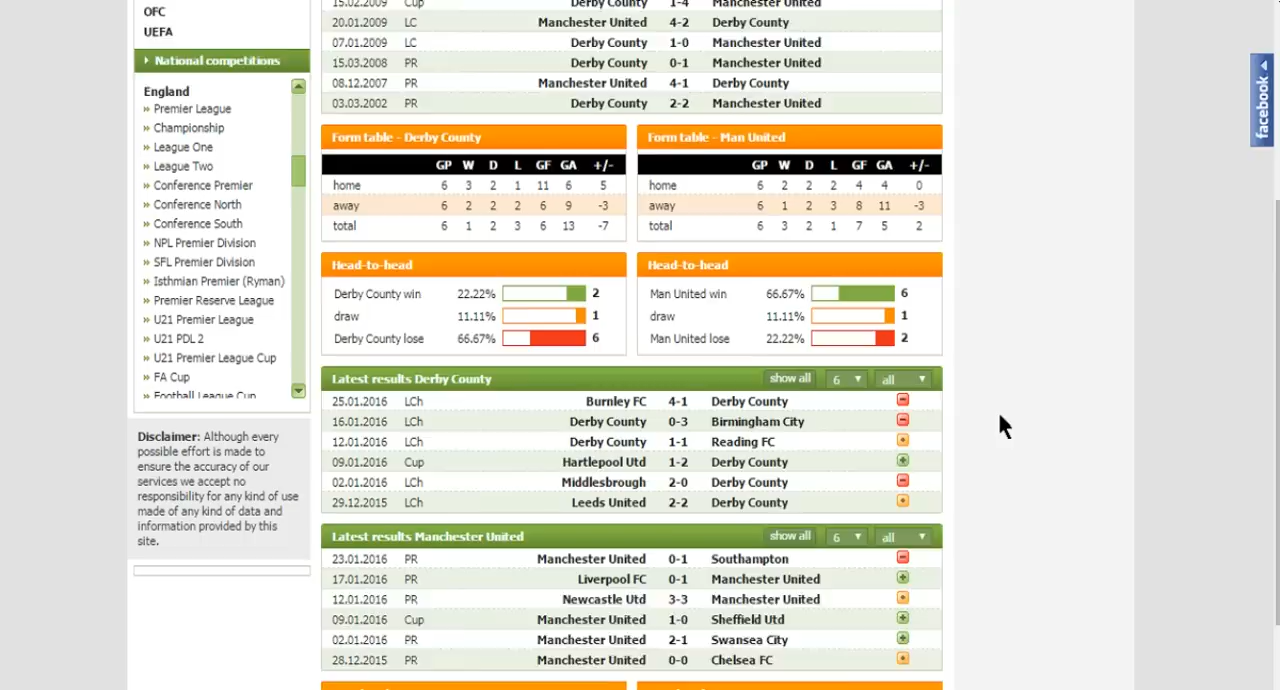 OFC
UEFA
National competitions
England
» Premier League
» Championship
» League One
» League Two
» Conference Premier
» Conference North
» Conference South
» NPL Premier Division
» SFL Premier Division
» Isthmian Premier (Ryman)
» Premier Reserve League
» U21 Premier League
» U21 PDL 2
» U21 Premier League Cup
» FA Cup
» Football League Cup
Disclaimer: Although every
possible effort is made to
ensure the accuracy of our
services we accept no
responsibility for any kind of use
made of any kind of data and
information provided by this
site.
15.02.2009 Cup Derby County 1-4 Manchester United
20.01.2009 LC Manchester United 4-2 Derby County
07.01.2009 LC Derby County 1-0 Manchester United
15.03.2008 PR Derby County 0-1 Manchester United
08.12.2007 PR Manchester United 4-1 Derby County
03.03.2002 PR Derby County 2-2 Manchester United
Form table - Derby County
GP W D L GF GA +/-
home 6 3 2 1 11 6 5
away 6 2 2 2 6 9 -3
total 6 1 2 3 6 13 -7
Form table - Man United
GP W D L GF GA +/-
home 6 2 2 2 4 4 0
away 6 1 2 3 8 11 -3
total 6 3 2 1 7 5 2
Head-to-head
Derby County win 22.22% 2
draw 11.11% 1
Derby County lose 66.67% 6
Head-to-head
Man United win 66.67% 6
draw 11.11% 1
Man United lose 22.22% 2
Latest results Derby County show all 6 all
25.01.2016 LCh Burnley FC 4-1 Derby County
16.01.2016 LCh Derby County 0-3 Birmingham City
12.01.2016 LCh Derby County 1-1 Reading FC
09.01.2016 Cup Hartlepool Utd 1-2 Derby County
02.01.2016 LCh Middlesbrough 2-0 Derby County
29.12.2015 LCh Leeds United 2-2 Derby County
Latest results Manchester United show all 6 all
23.01.2016 PR Manchester United 0-1 Southampton
17.01.2016 PR Liverpool FC 0-1 Manchester United
12.01.2016 PR Newcastle Utd 3-3 Manchester United
09.01.2016 Cup Manchester United 1-0 Sheffield Utd
02.01.2016 PR Manchester United 2-1 Swansea City
28.12.2015 PR Manchester United 0-0 Chelsea FC
facebook